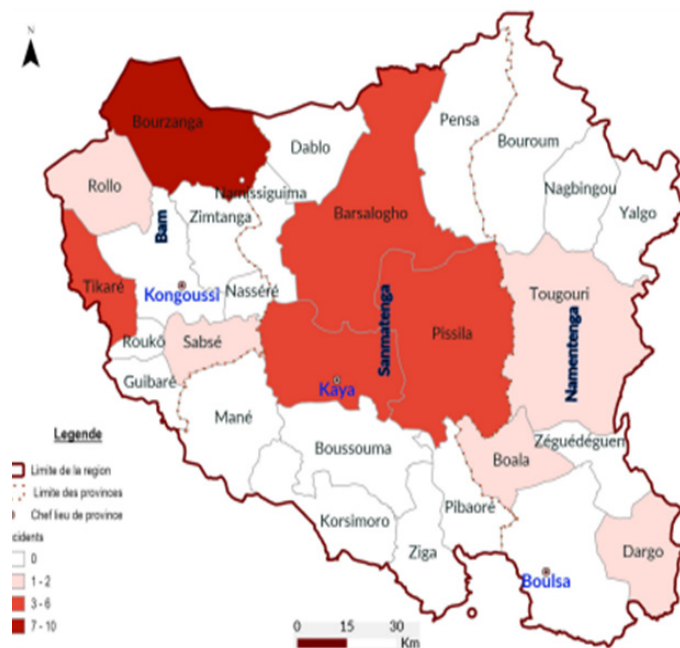 N
Bourzanga
Dablo
Pensa
Bouroum
Rollo
Namissiguima
Nagbingou
Yalgo
Zimtanga
Barsalogho
Bam
Tikaré
Kongoussi
Nasséré
Tougouri
Sanmatenga
Pissila
Namentenga
Rouko
Sabsé
Guibaré
Kaya
Mané
Boussouma
Zéguédéguen
Boala
Pibaoré
Korsimoro
Ziga
Dargo
Boulsa
Legende
Limite de la region
Limite des provinces
Chef lieu de province
cidents
0
1 - 2
3 - 6
7 - 10
0 15 30
Km